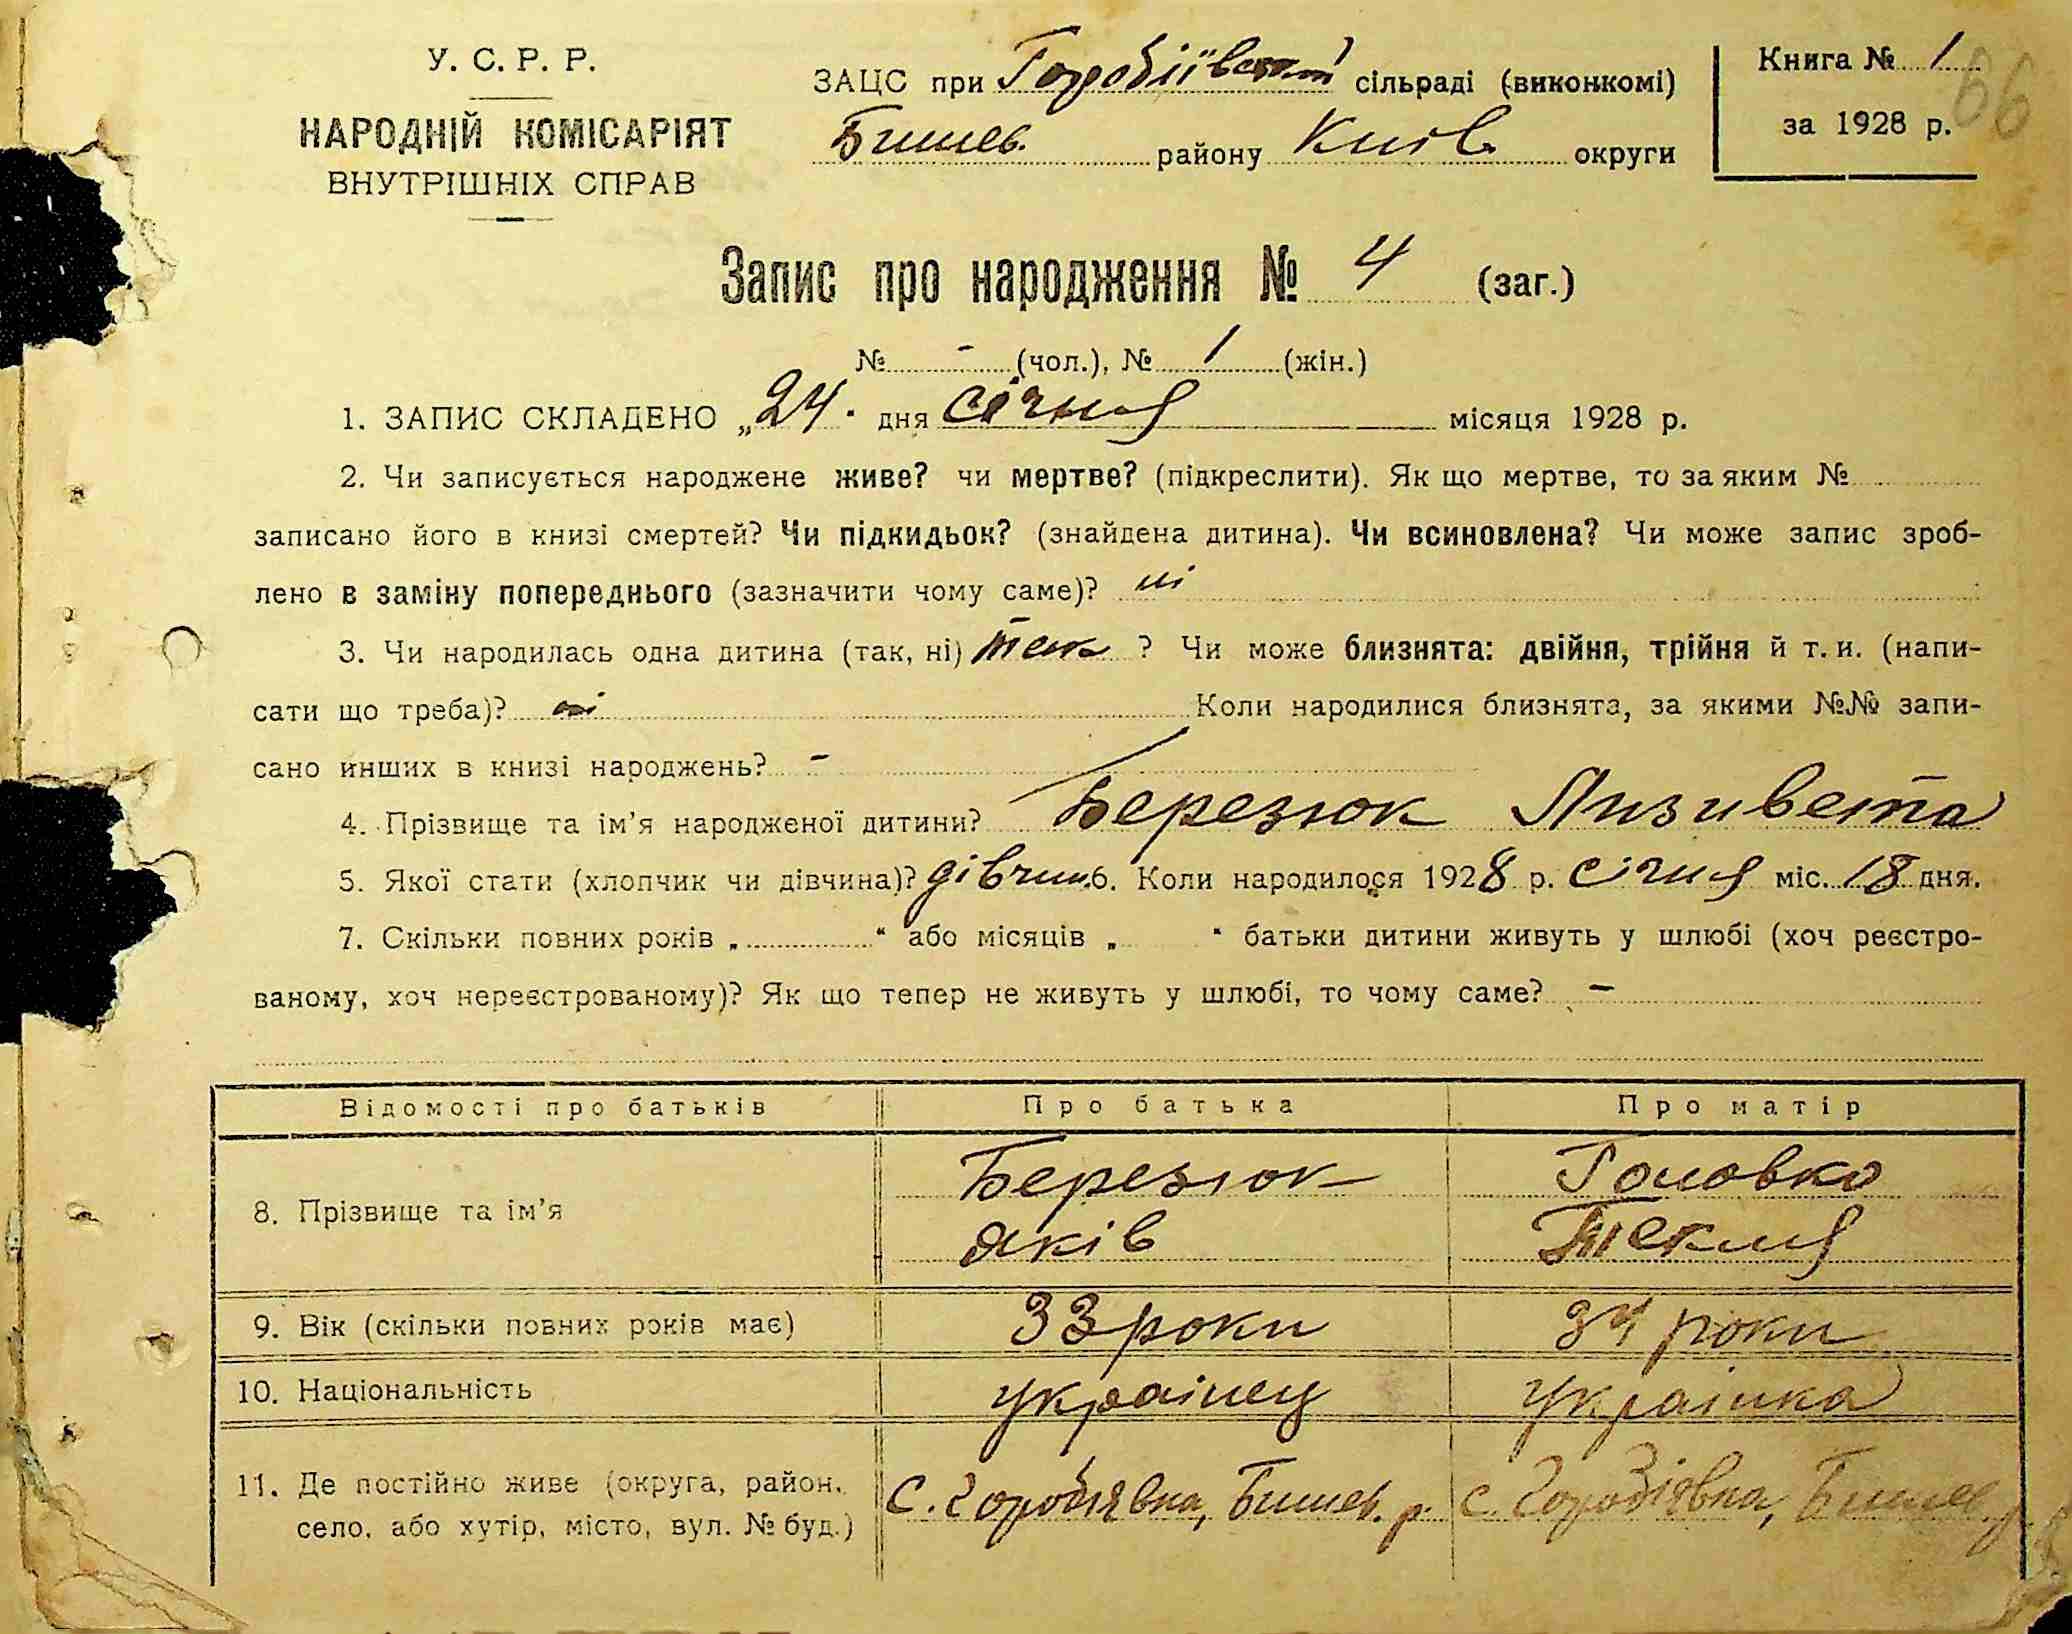 У. С. Р. Р.
НАРОДНІЙ КОМІСАРІЯТ
ВНУТРІШНІХ СПРАВ
ЗАЦС при Горобіївській сільраді (виконкомі)
Бишев. району Київ округи
Книга № 1
за 1928 р.
66
Запис про народження № 4 (заг.)
№ - (чол.), № 1 (жін.)
1. ЗАПИС СКЛАДЕНО „24. дня січня місяця 1928 р.
2. Чи записується народжене живе? чи мертве? (підкреслити). Як що мертве, то за яким №
записано його в книзі смертей? Чи підкидьок? (знайдена дитина). Чи всиновлена? Чи може запис зроб-
лено в заміну попереднього (зазначити чому саме)? ні
3. Чи народилась одна дитина (так, ні) так ? Чи може близнята: двійня, трійня й т. и. (напи-
сати що треба)? ні Коли народилися близнята, за якими №№ запи-
сано инших в книзі народжень? -
4. Прізвище та ім'я народженої дитини? Березюк Лизивета
5. Якої стати (хлопчик чи дівчина)? дівчин. 6. Коли народилося 1928 р. січня міс. 18 дня.
7. Скільки повних років „ “ або місяців „ “ батьки дитини живуть у шлюбі (хоч реєстро-
ваному, хоч нереєстрованому)? Як що тепер не живуть у шлюбі, то чому саме? -
Відомості про батьків Про батька Про матір
8. Прізвище та ім'я Березюк Яків Головко Текля
9. Вік (скільки повних років має) 33 роки 34 роки
10. Національність українец українка
11. Де постійно живе (округа, район, село, або хутір, місто, вул. № буд.) с. Горобіявка, Бишев. р. с. Горобіявка, Бишев. р.